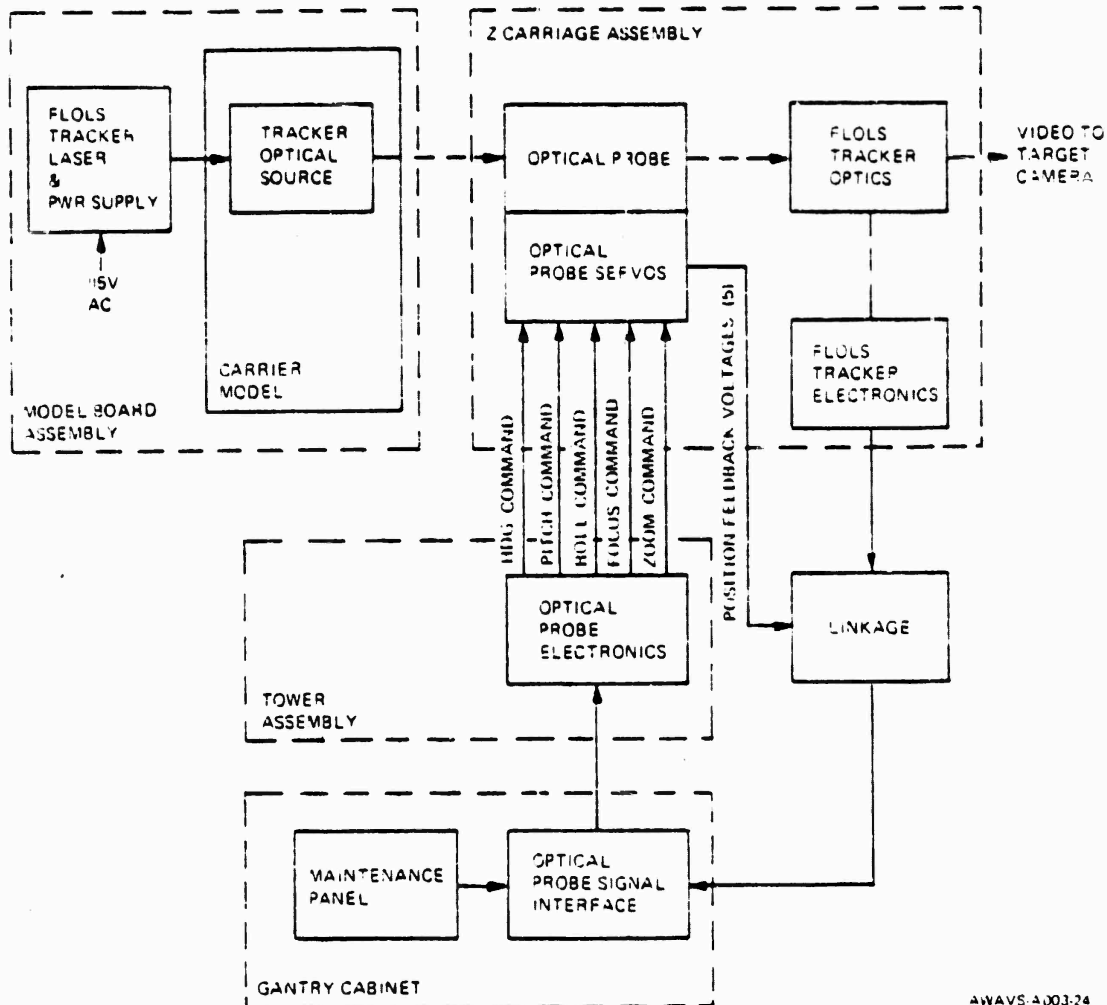 Z CARRIAGE ASSEMBLY
FLOLS
TRACKER
LASER
&
PWR SUPPLY
TRACKER
OPTICAL
SOURCE
OPTICAL PROBE
FLOLS
TRACKER
OPTICS
VIDEO TO
TARGET
CAMERA
OPTICAL
PROBE SERVOS
115V
AC
CARRIER
MODEL
MODEL BOARD
ASSEMBLY
FLOLS
TRACKER
ELECTRONICS
HDG COMMAND
PITCH COMMAND
ROLL COMMAND
FOCUS COMMAND
ZOOM COMMAND
POSITION FEEDBACK VOLTAGES (5)
OPTICAL
PROBE
ELECTRONICS
LINKAGE
TOWER
ASSEMBLY
MAINTENANCE
PANEL
OPTICAL
PROBE SIGNAL
INTERFACE
GANTRY CABINET
AWAVS-A003-24